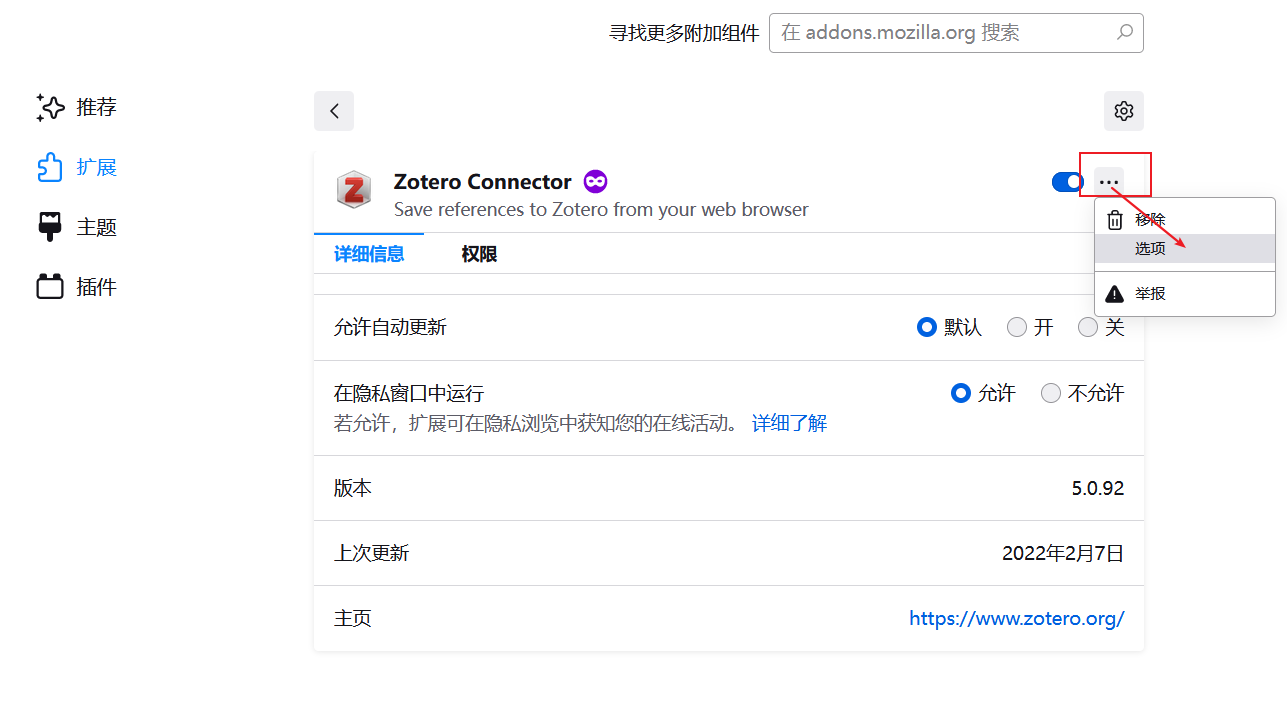 寻找更多附加组件
在 addons.mozilla.org 搜索
推荐
扩展
主题
插件
Zotero Connector
Save references to Zotero from your web browser
移除
选项
举报
详细信息
权限
允许自动更新
默认
开
关
在隐私窗口中运行
允许
不允许
若允许，扩展可在隐私浏览中获知您的在线活动。 详细了解
版本
5.0.92
上次更新
2022年2月7日
主页
https://www.zotero.org/